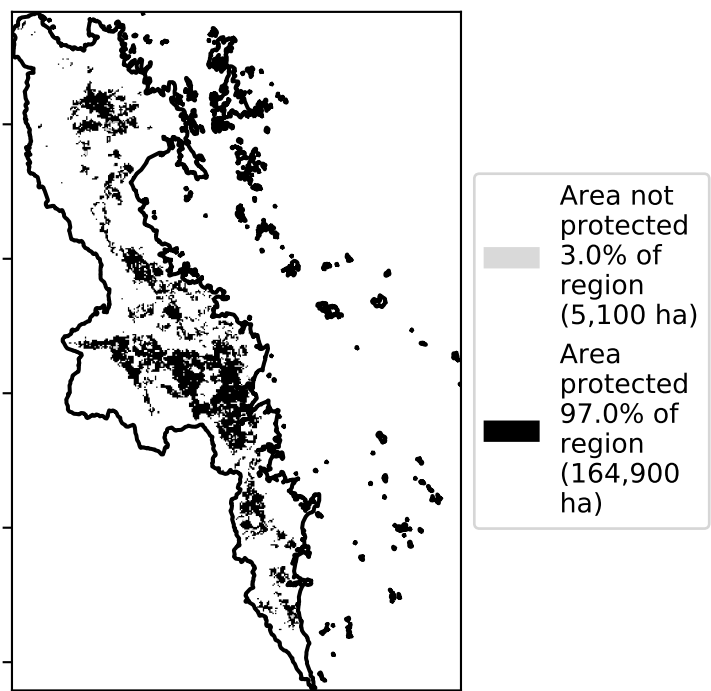 Area not
protected
3.0% of
region
(5,100 ha)
Area
protected
97.0% of
region
(164,900
ha)